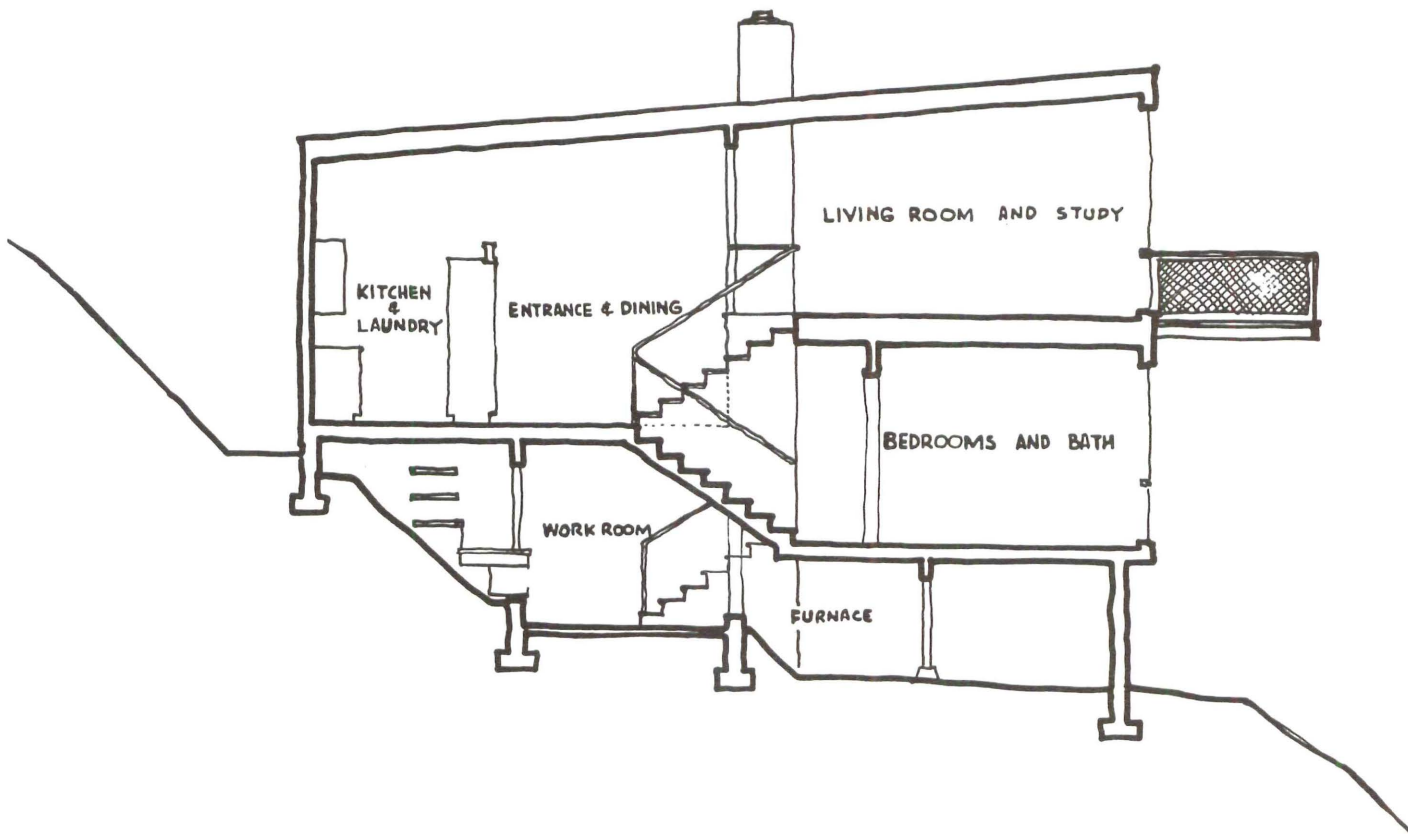 LIVING ROOM AND STUDY
KITCHEN
&
LAUNDRY
ENTRANCE & DINING
BEDROOMS AND BATH
WORK ROOM
FURNACE